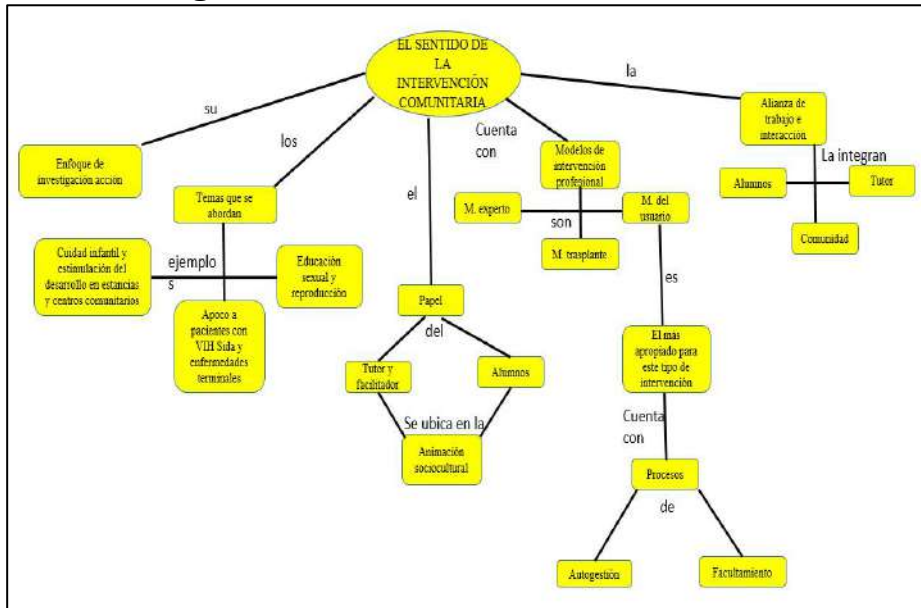 EL SENTIDO DE
LA
INTERVENCIÓN
COMUNITARIA
su
los
el
Cuenta
con
la
Enfoque de
investigación acción
Temas que se
abordan
ejemplo
s
Cuidad infantil y
estimulación del
desarrollo en estancias
y centros comunitarios
Educación
sexual y
reproducción
Apoco a
pacientes con
VIH Sida y
enfermedades
terminales
Papel
del
Tutor y
facilitador
Alumnos
Se ubica en la
Animación
sociocultural
Modelos de
intervención
profesional
son
M. experto
M. del
usuario
M. trasplante
es
El mas
apropiado para
este tipo de
intervención
Cuenta
con
Procesos
de
Autogestión
Facultamiento
Alianza de
trabajo e
interacción
La integran
Alumnos
Tutor
Comunidad